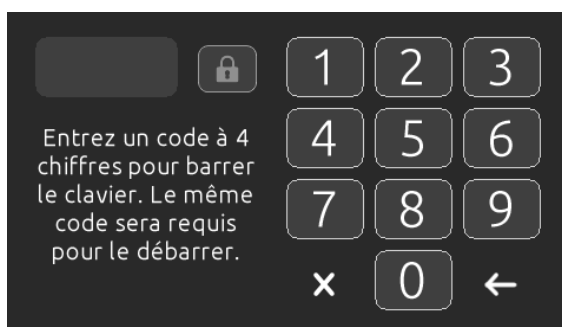 Entrez un code à 4
chiffres pour barrer
le clavier. Le même
code sera requis
pour le débarrer.
1 2 3
4 5 6
7 8 9
× 0 ←